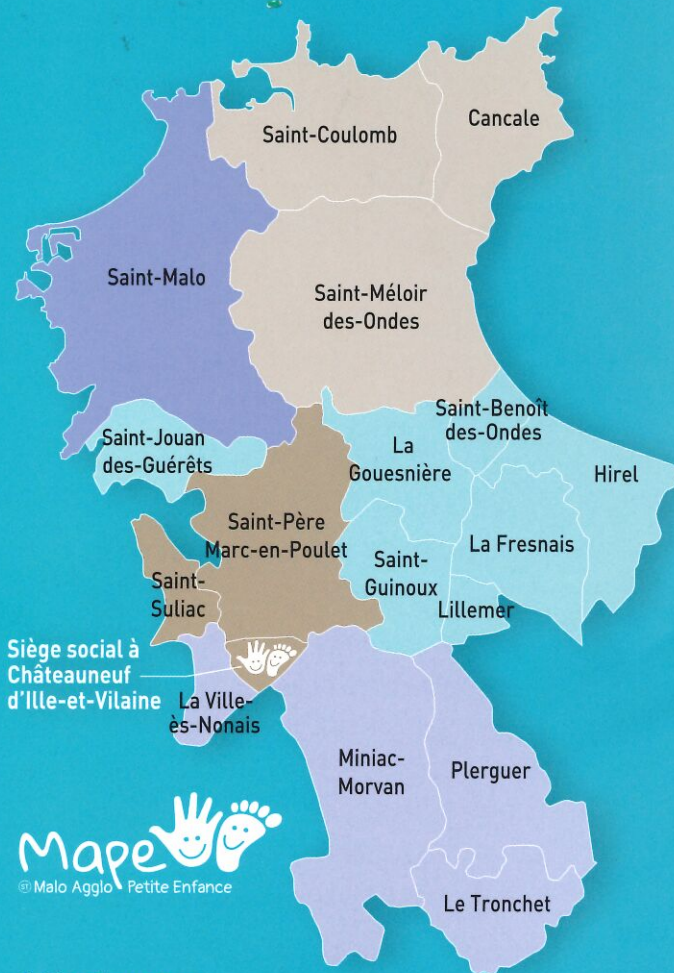 Cancale
Saint-Coulomb
Saint-Malo
Saint-Méloir
des-Ondes
Saint-Benoît
des-Ondes
Saint-Jouan
des-Guérêts
La
Gouesnière
Hirel
Saint-Père
Marc-en-Poulet
La Fresnais
Saint-
Guinoux
Saint-
Suliac
Lillemer
Siège social à
Châteauneuf
d'Ille-et-Vilaine
La Ville-
ès-Nonais
Miniac-
Morvan
Plerguer
Mape
ST Malo Agglo Petite Enfance
Le Tronchet